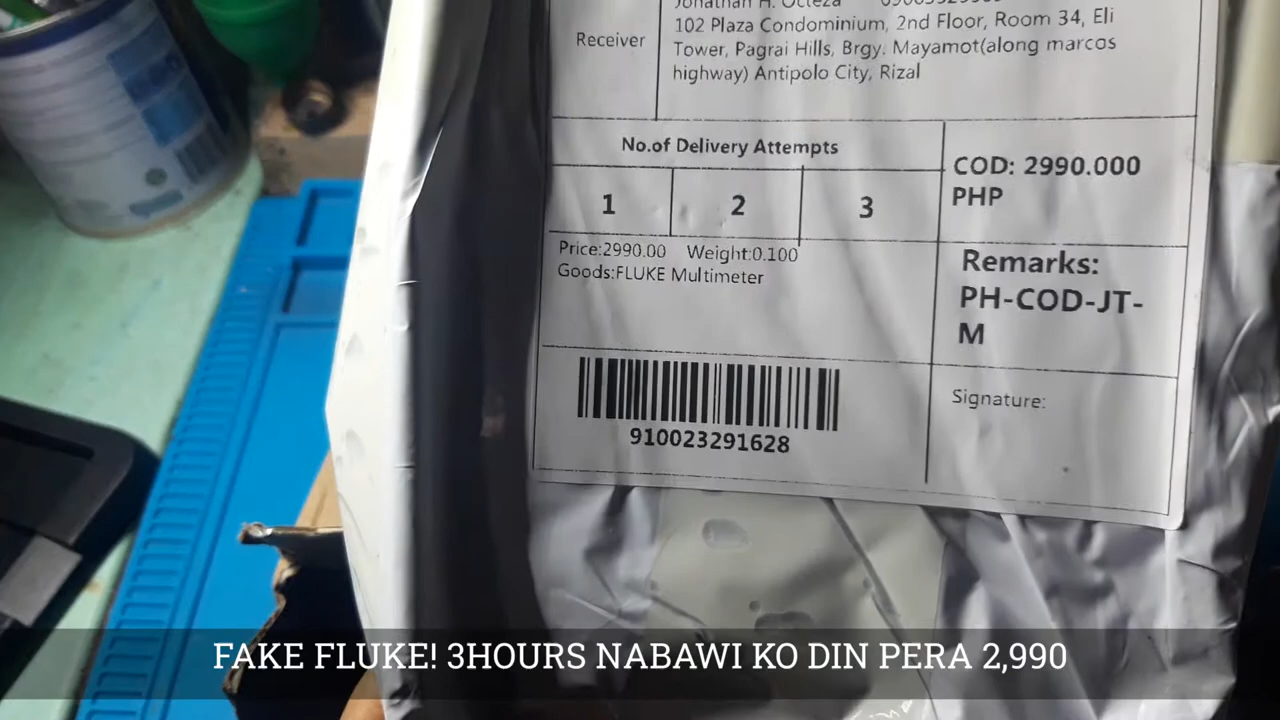 Jonathan H.
Receiver
102 Plaza Condominium, 2nd Floor, Room 34, Eli
Tower, Pagrai Hills, Brgy. Mayamot(along marcos
highway) Antipolo City, Rizal
No.of Delivery Attempts
1 2 3
COD: 2990.000
PHP
Price:2990.00 Weight:0.100
Goods:FLUKE Multimeter
Remarks:
PH-COD-JT-
M
910023291628
Signature:
FAKE FLUKE! 3HOURS NABAWI KO DIN PERA 2,990